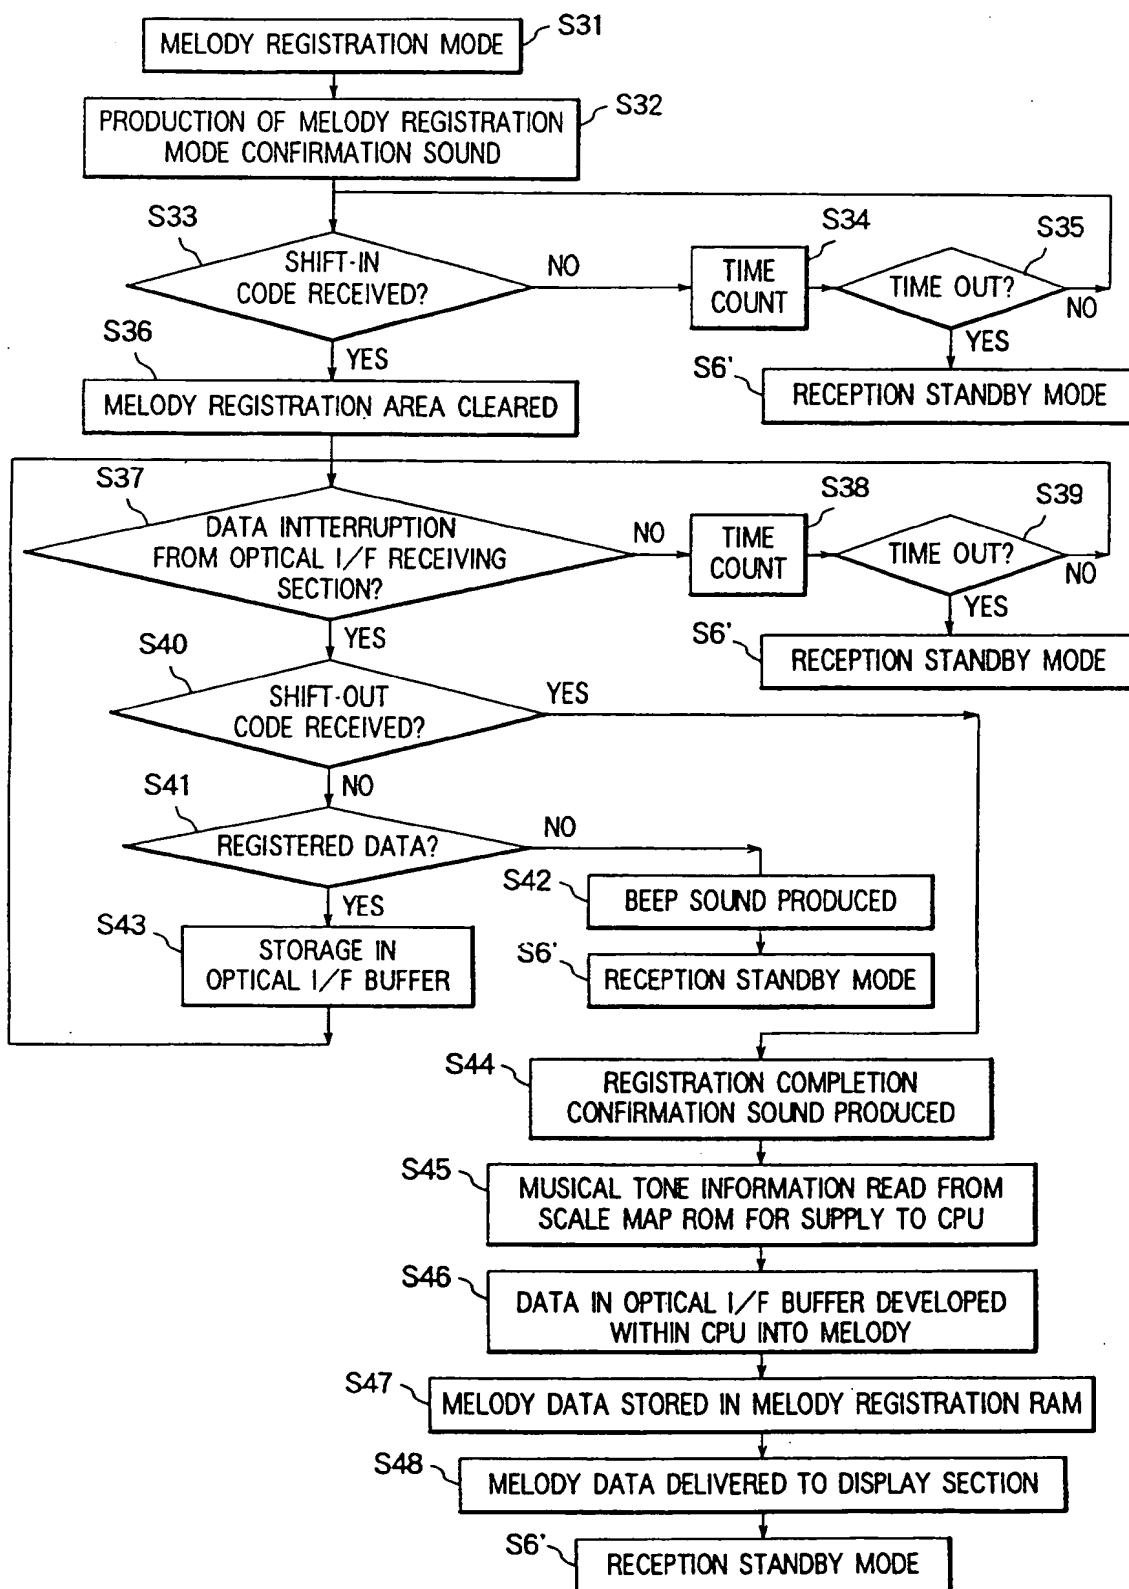 S31
MELODY REGISTRATION MODE
S32
PRODUCTION OF MELODY REGISTRATION
MODE CONFIRMATION SOUND
S33
SHIFT-IN
CODE RECEIVED?
NO
S34
TIME
COUNT
S35
TIME OUT?
NO
YES
S6'
RECEPTION STANDBY MODE
YES
S36
MELODY REGISTRATION AREA CLEARED
S37
DATA INTTERRUPTION
FROM OPTICAL I/F RECEIVING
SECTION?
NO
S38
TIME
COUNT
S39
TIME OUT?
NO
YES
S6'
RECEPTION STANDBY MODE
YES
S40
SHIFT-OUT
CODE RECEIVED?
YES
NO
S41
REGISTERED DATA?
NO
S42
BEEP SOUND PRODUCED
S6'
RECEPTION STANDBY MODE
YES
S43
STORAGE IN
OPTICAL I/F BUFFER
S44
REGISTRATION COMPLETION
CONFIRMATION SOUND PRODUCED
S45
MUSICAL TONE INFORMATION READ FROM
SCALE MAP ROM FOR SUPPLY TO CPU
S46
DATA IN OPTICAL I/F BUFFER DEVELOPED
WITHIN CPU INTO MELODY
S47
MELODY DATA STORED IN MELODY REGISTRATION RAM
S48
MELODY DATA DELIVERED TO DISPLAY SECTION
S6'
RECEPTION STANDBY MODE